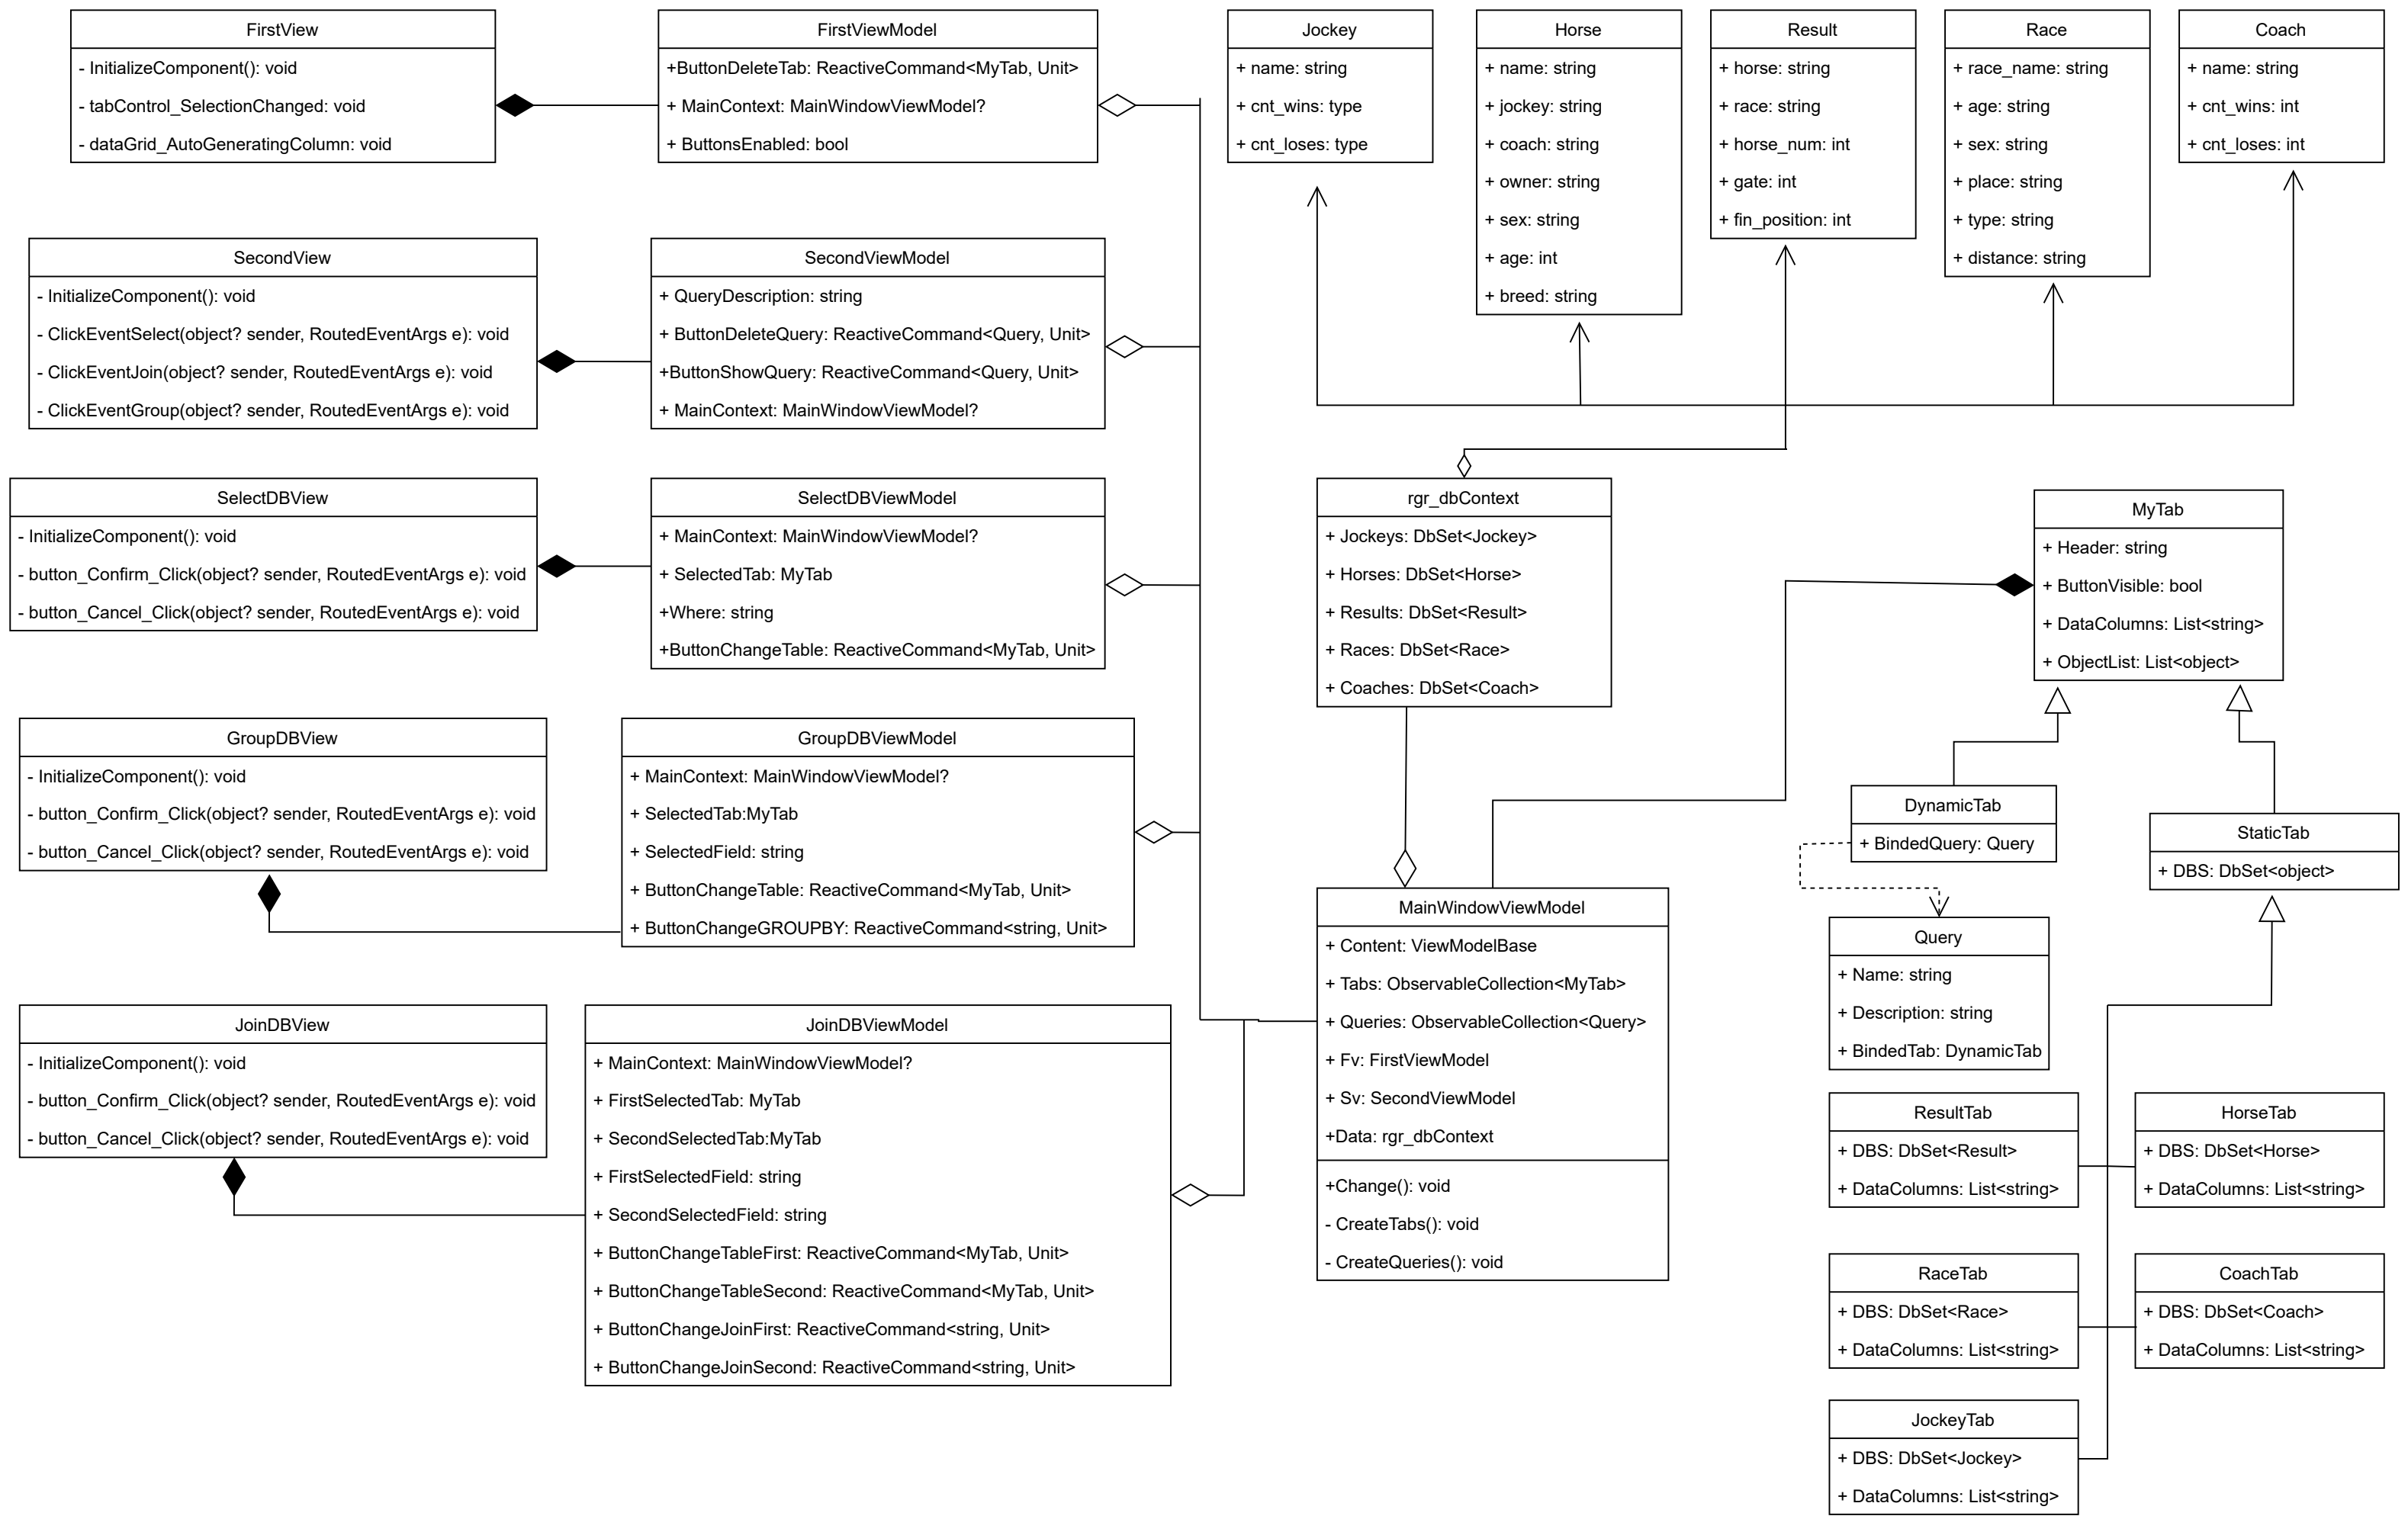 FirstView
- InitializeComponent(): void
- tabControl_SelectionChanged: void
- dataGrid_AutoGeneratingColumn: void
FirstViewModel
+ButtonDeleteTab: ReactiveCommand<MyTab, Unit>
+ MainContext: MainWindowViewModel?
+ ButtonsEnabled: bool
Jockey
+ name: string
+ cnt_wins: type
+ cnt_loses: type
Horse
+ name: string
+ jockey: string
+ coach: string
+ owner: string
+ sex: string
+ age: int
+ breed: string
Result
+ horse: string
+ race: string
+ horse_num: int
+ gate: int
+ fin_position: int
Race
+ race_name: string
+ age: string
+ sex: string
+ place: string
+ type: string
+ distance: string
Coach
+ name: string
+ cnt_wins: int
+ cnt_loses: int
SecondView
- InitializeComponent(): void
- ClickEventSelect(object? sender, RoutedEventArgs e): void
- ClickEventJoin(object? sender, RoutedEventArgs e): void
- ClickEventGroup(object? sender, RoutedEventArgs e): void
SecondViewModel
+ QueryDescription: string
+ ButtonDeleteQuery: ReactiveCommand<Query, Unit>
+ButtonShowQuery: ReactiveCommand<Query, Unit>
+ MainContext: MainWindowViewModel?
SelectDBView
- InitializeComponent(): void
- button_Confirm_Click(object? sender, RoutedEventArgs e): void
- button_Cancel_Click(object? sender, RoutedEventArgs e): void
SelectDBViewModel
+ MainContext: MainWindowViewModel?
+ SelectedTab: MyTab
+Where: string
+ButtonChangeTable: ReactiveCommand<MyTab, Unit>
rgr_dbContext
+ Jockeys: DbSet<Jockey>
+ Horses: DbSet<Horse>
+ Results: DbSet<Result>
+ Races: DbSet<Race>
+ Coaches: DbSet<Coach>
MyTab
+ Header: string
+ ButtonVisible: bool
+ DataColumns: List<string>
+ ObjectList: List<object>
GroupDBView
- InitializeComponent(): void
- button_Confirm_Click(object? sender, RoutedEventArgs e): void
- button_Cancel_Click(object? sender, RoutedEventArgs e): void
GroupDBViewModel
+ MainContext: MainWindowViewModel?
+ SelectedTab:MyTab
+ SelectedField: string
+ ButtonChangeTable: ReactiveCommand<MyTab, Unit>
+ ButtonChangeGROUPBY: ReactiveCommand<string, Unit>
DynamicTab
+ BindedQuery: Query
StaticTab
+ DBS: DbSet<object>
MainWindowViewModel
+ Content: ViewModelBase
+ Tabs: ObservableCollection<MyTab>
+ Queries: ObservableCollection<Query>
+ Fv: FirstViewModel
+ Sv: SecondViewModel
+Data: rgr_dbContext
+Change(): void
- CreateTabs(): void
- CreateQueries(): void
Query
+ Name: string
+ Description: string
+ BindedTab: DynamicTab
JoinDBView
- InitializeComponent(): void
- button_Confirm_Click(object? sender, RoutedEventArgs e): void
- button_Cancel_Click(object? sender, RoutedEventArgs e): void
JoinDBViewModel
+ MainContext: MainWindowViewModel?
+ FirstSelectedTab: MyTab
+ SecondSelectedTab:MyTab
+ FirstSelectedField: string
+ SecondSelectedField: string
+ ButtonChangeTableFirst: ReactiveCommand<MyTab, Unit>
+ ButtonChangeTableSecond: ReactiveCommand<MyTab, Unit>
+ ButtonChangeJoinFirst: ReactiveCommand<string, Unit>
+ ButtonChangeJoinSecond: ReactiveCommand<string, Unit>
ResultTab
+ DBS: DbSet<Result>
+ DataColumns: List<string>
HorseTab
+ DBS: DbSet<Horse>
+ DataColumns: List<string>
RaceTab
+ DBS: DbSet<Race>
+ DataColumns: List<string>
CoachTab
+ DBS: DbSet<Coach>
+ DataColumns: List<string>
JockeyTab
+ DBS: DbSet<Jockey>
+ DataColumns: List<string>